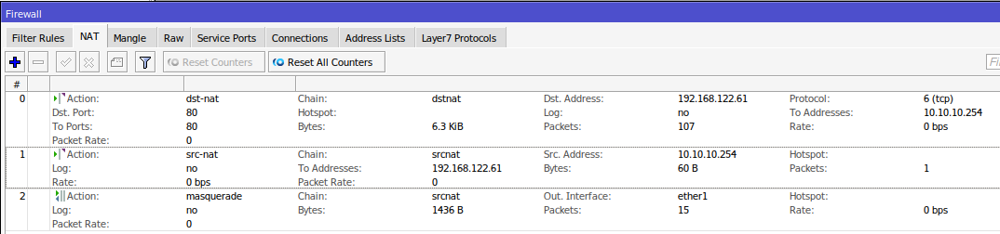 Firewall
Filter Rules NAT Mangle Raw Service Ports Connections Address Lists Layer7 Protocols
Reset Counters Reset All Counters Fi
#
0 Action: dst-nat Chain: dstnat Dst. Address: 192.168.122.61 Protocol: 6 (tcp)
Dst. Port: 80 Hotspot: Log: no To Addresses: 10.10.10.254
To Ports: 80 Bytes: 6.3 KiB Packets: 107 Rate: 0 bps
Packet Rate: 0
1 Action: src-nat Chain: srcnat Src. Address: 10.10.10.254 Hotspot:
Log: no To Addresses: 192.168.122.61 Bytes: 60 B Packets: 1
Rate: 0 bps Packet Rate: 0
2 Action: masquerade Chain: srcnat Out. Interface: ether1 Hotspot:
Log: no Bytes: 1436 B Packets: 15 Rate: 0 bps
Packet Rate: 0